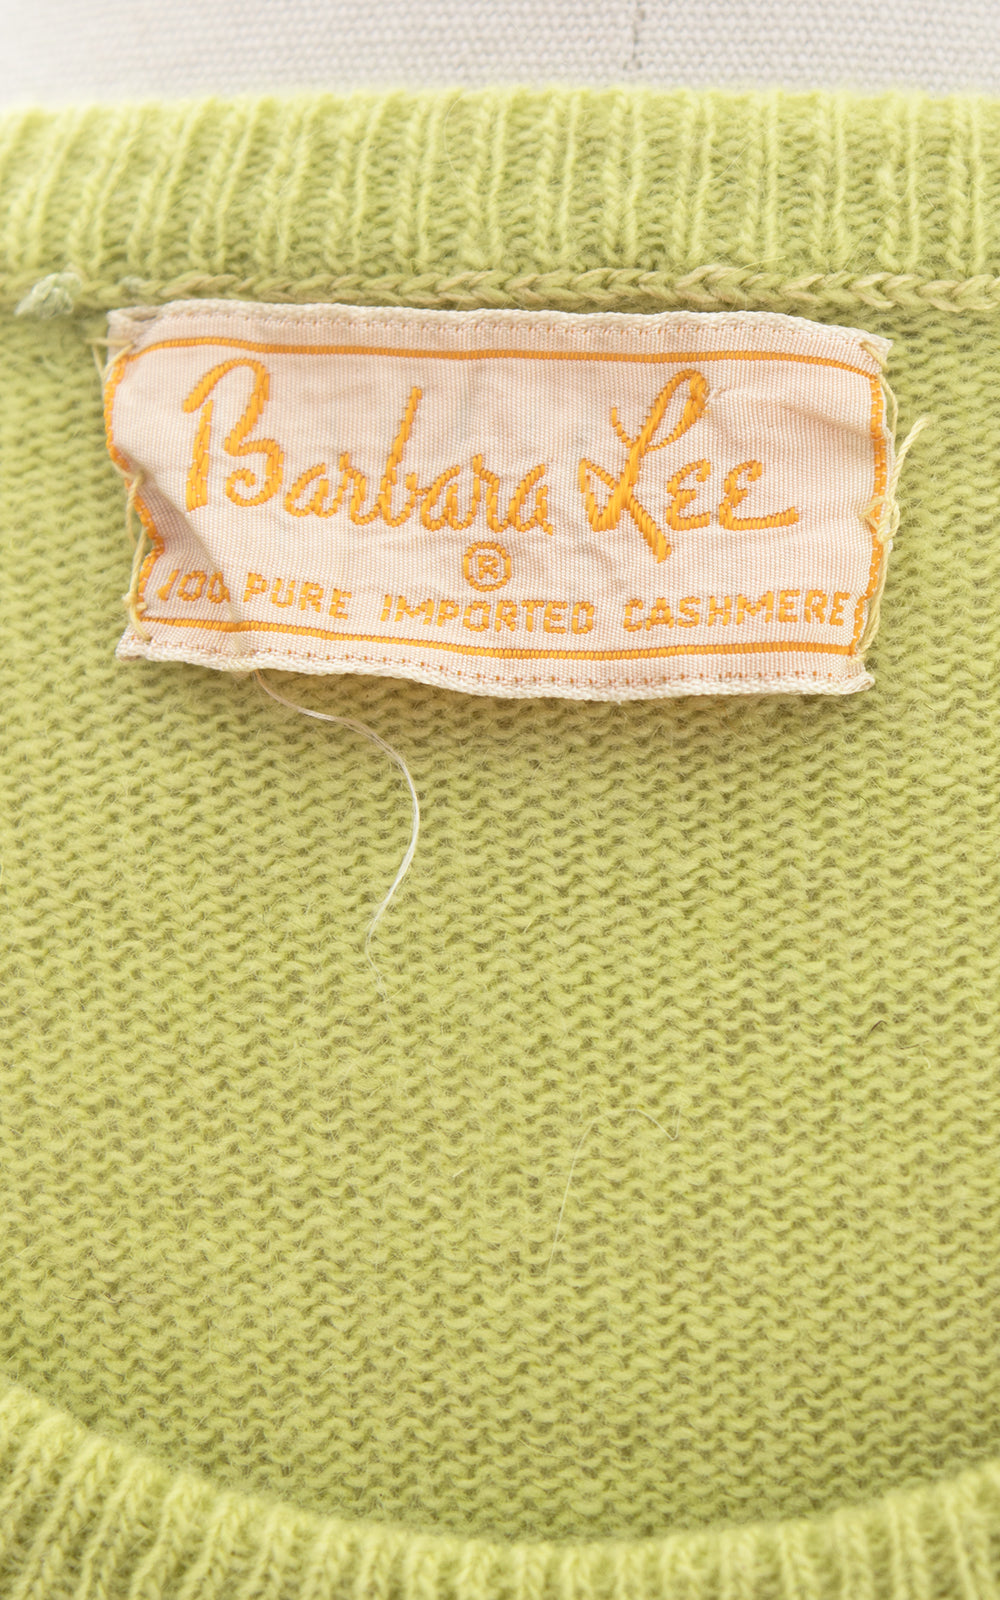 Barbara Lee
®
100% PURE IMPORTED CASHMERE